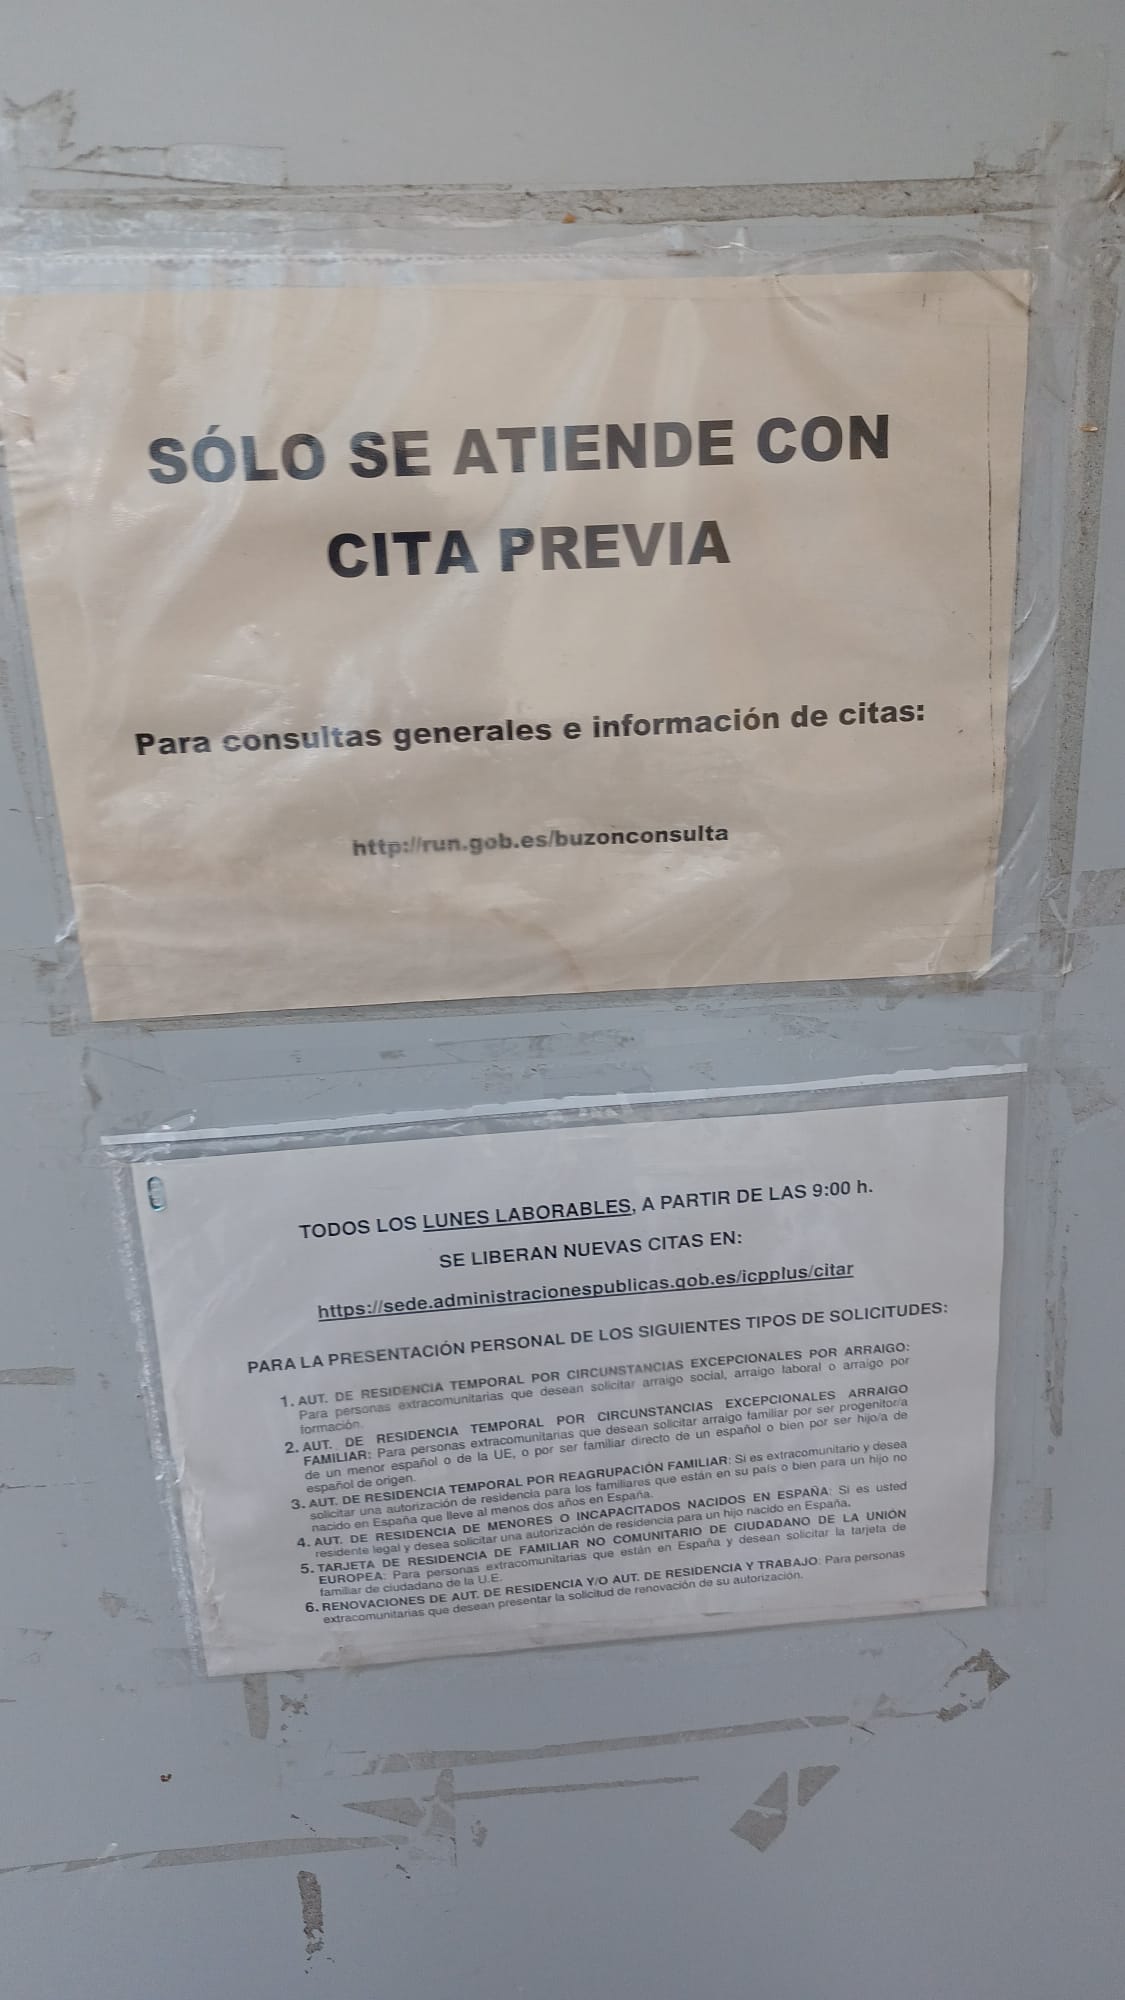 SÓLO SE ATIENDE CON
CITA PREVIA
Para consultas generales e información de citas:
http://run.gob.es/buzonconsulta
TODOS LOS LUNES LABORABLES, A PARTIR DE LAS 9:00 h.
SE LIBERAN NUEVAS CITAS EN:
https://sede.administracionespublicas.gob.es/icpplus/citar
PARA LA PRESENTACIÓN PERSONAL DE LOS SIGUIENTES TIPOS DE SOLICITUDES:
1. AUT. DE RESIDENCIA TEMPORAL POR CIRCUNSTANCIAS EXCEPCIONALES POR ARRAIGO:
Para personas extracomunitarias que desean solicitar arraigo social, arraigo laboral o arraigo por
formación.
2. AUT. DE RESIDENCIA TEMPORAL POR CIRCUNSTANCIAS EXCEPCIONALES ARRAIGO
FAMILIAR: Para personas extracomunitarias que desean solicitar arraigo familiar por ser progenitor/a
de un menor español o de la UE, o por ser familiar directo de un español o bien por ser hijo/a de
español de origen.
3. AUT. DE RESIDENCIA TEMPORAL POR REAGRUPACIÓN FAMILIAR: Si es extracomunitario y desea
solicitar una autorización de residencia para los familiares que están en su país o bien para un hijo no
nacido en España que lleve al menos dos años en España.
4. AUT. DE RESIDENCIA DE MENORES O INCAPACITADOS NACIDOS EN ESPAÑA: Si es usted
residente legal y desea solicitar una autorización de residencia para un hijo nacido en España.
5. TARJETA DE RESIDENCIA DE FAMILIAR NO COMUNITARIO DE CIUDADANO DE LA UNIÓN
EUROPEA: Para personas extracomunitarias que están en España y desean solicitar la tarjeta de
familiar de ciudadano de la U.E.
6. RENOVACIONES DE AUT. DE RESIDENCIA Y/O AUT. DE RESIDENCIA Y TRABAJO: Para personas
extracomunitarias que desean presentar la solicitud de renovación de su autorización.